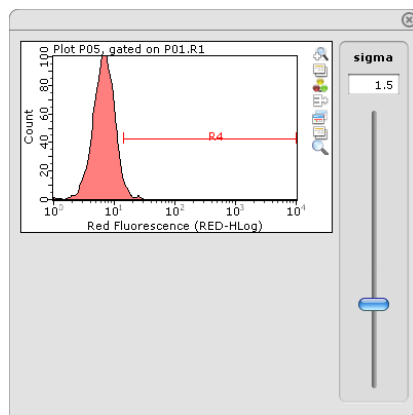 Plot P05, gated on P01.R1
sigma
1.5
Count
100
80
60
40
20
0
R4
10^0 10^1 10^2 10^3 10^4
Red Fluorescence (RED-HLog)